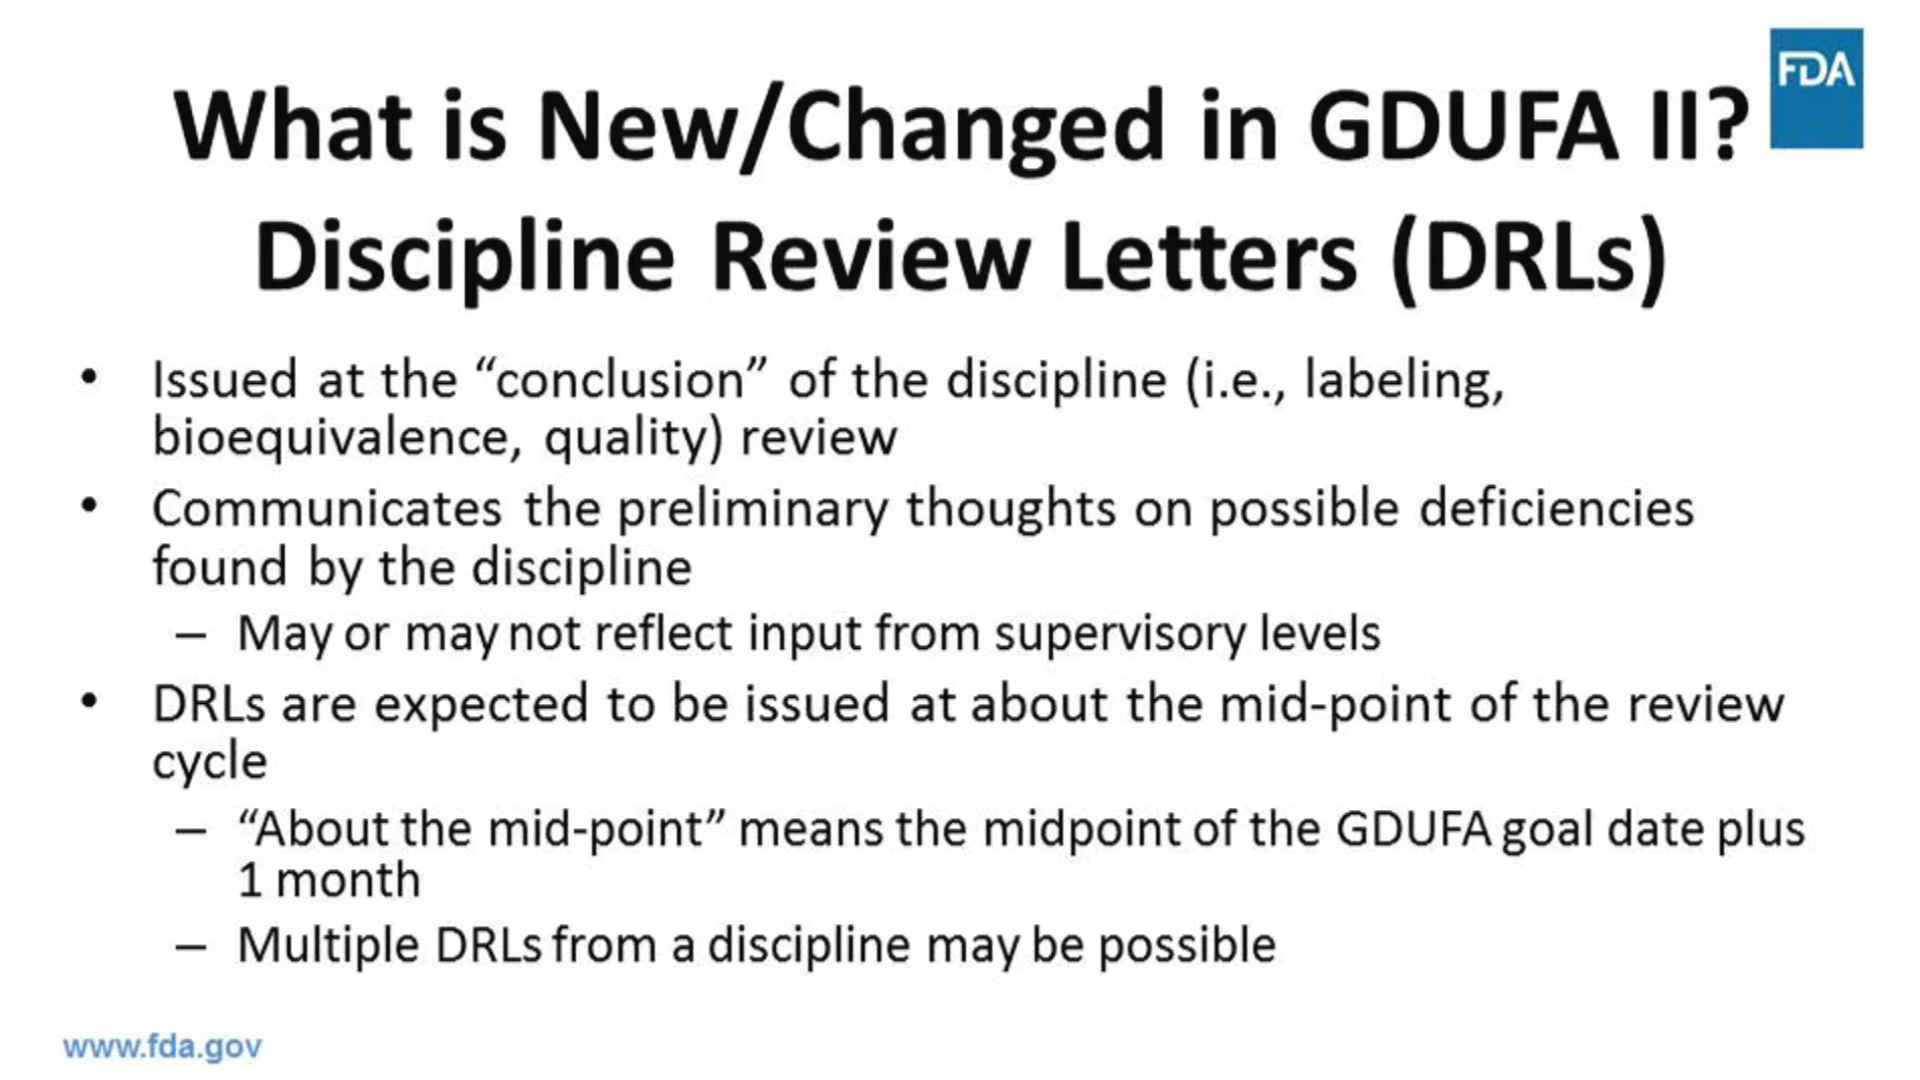 FDA
What is New/Changed in GDUFA II?
Discipline Review Letters (DRLs)
• Issued at the “conclusion” of the discipline (i.e., labeling,
bioequivalence, quality) review
• Communicates the preliminary thoughts on possible deficiencies
found by the discipline
– May or may not reflect input from supervisory levels
• DRLs are expected to be issued at about the mid-point of the review
cycle
– “About the mid-point” means the midpoint of the GDUFA goal date plus
1 month
– Multiple DRLs from a discipline may be possible
www.fda.gov